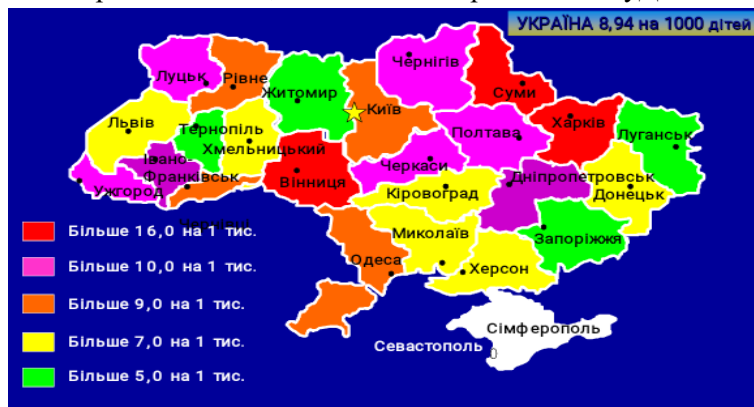 УКРАЇНА 8,94 на 1000 дітей
Чернігів
Луцьк
Рівне
Суми
Житомир
Київ
Львів
Тернопіль
Полтава
Харків
Луганськ
Хмельницький
Івано-
Франківськ
Черкаси
Вінниця
Дніпропетровськ
Ужгород
Кіровоград
Донецьк
Чернівці
Більше 16,0 на 1 тис.
Миколаїв
Запоріжжя
Більше 10,0 на 1 тис.
Одеса
Херсон
Більше 9,0 на 1 тис.
Сімферополь
Більше 7,0 на 1 тис.
Севастополь
Більше 5,0 на 1 тис.